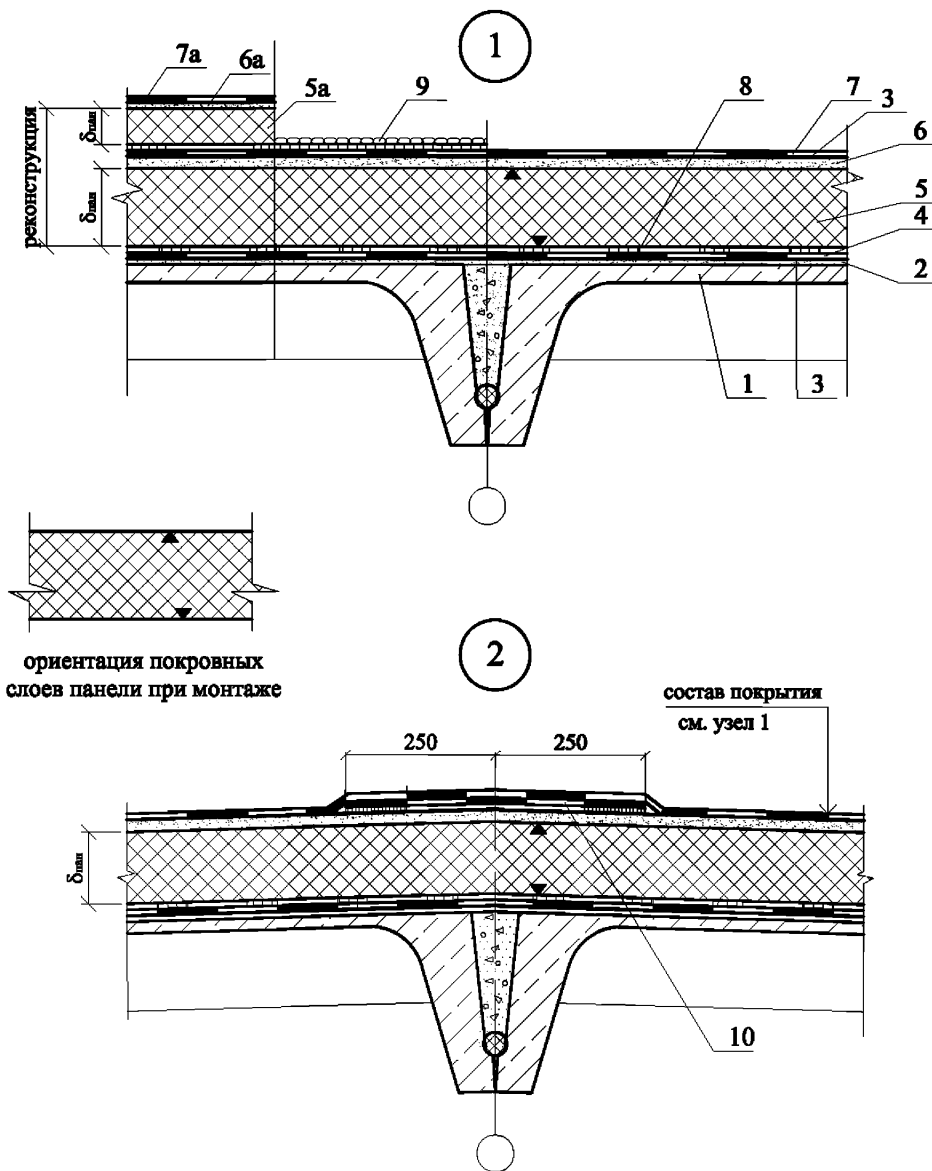 1
7а
6а
5а
9
8
7
3
6
5
4
2
1
3
реконструкция
δпан
δпан
ориентация покровных
слоев панели при монтаже
2
состав покрытия
см. узел 1
250
250
δпан
10